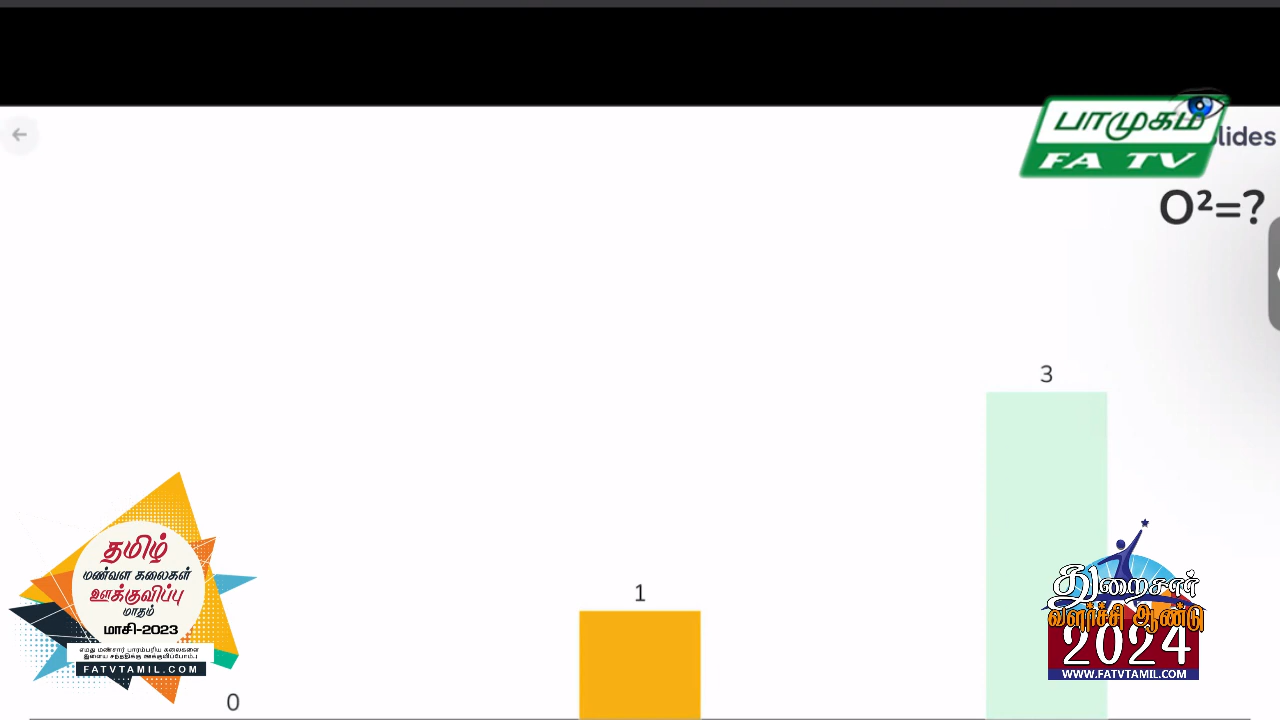 பாமுகம்
FA TV
lides
O²=?
3
1
0
தமிழ்
மண்வள கலைகள்
ஊக்குவிப்பு
மாதம்
மாசி-2023
FATVTAMIL.COM
துறைசார்
வளர்ச்சி ஆண்டு
2024
WWW.FATVTAMIL.COM